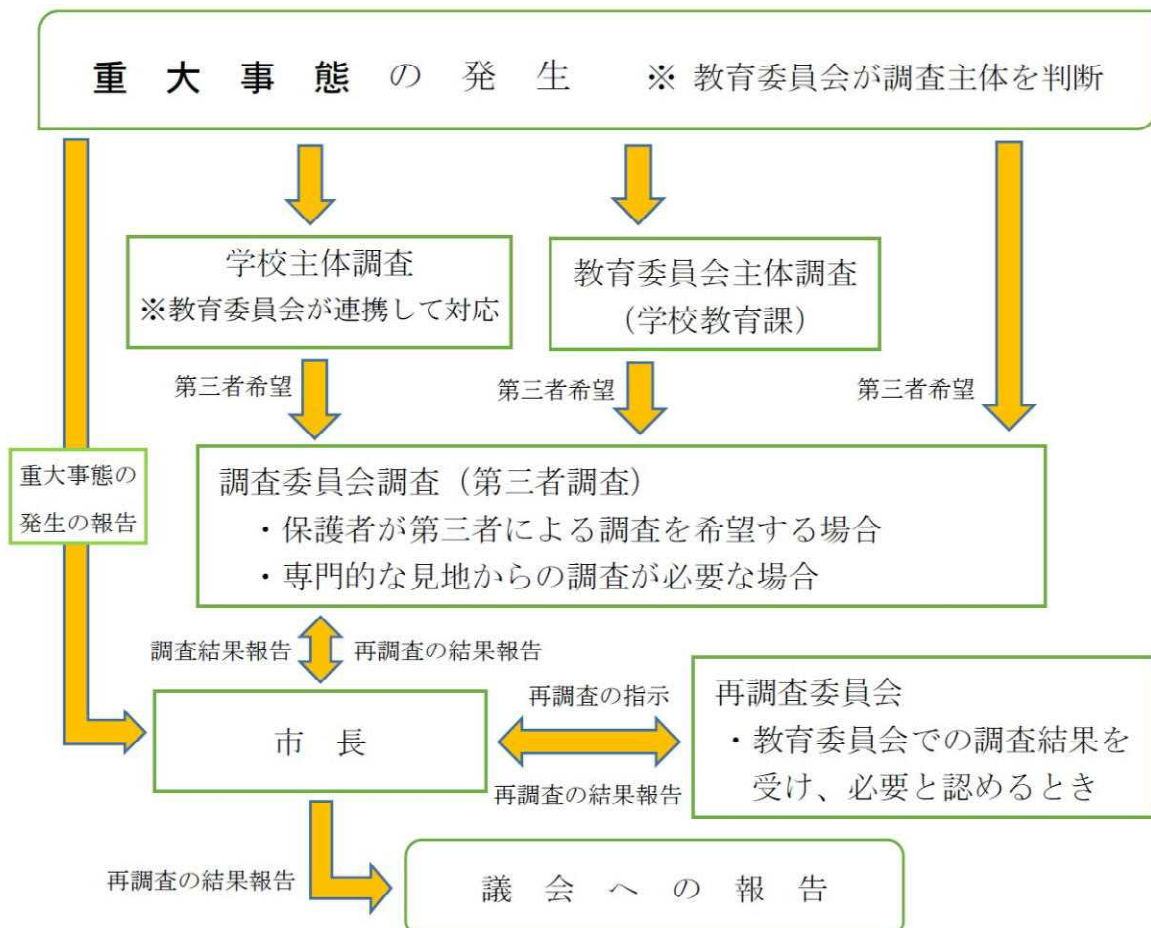 重大事態の発生　※ 教育委員会が調査主体を判断
学校主体調査
※教育委員会が連携して対応
教育委員会主体調査
（学校教育課）
第三者希望
第三者希望
第三者希望
重大事態の
発生の報告
調査委員会調査（第三者調査）
・保護者が第三者による調査を希望する場合
・専門的な見地からの調査が必要な場合
調査結果報告
再調査の結果報告
市　長
再調査の指示
再調査の結果報告
再調査委員会
・教育委員会での調査結果を
受け、必要と認めるとき
再調査の結果報告
議会への報告